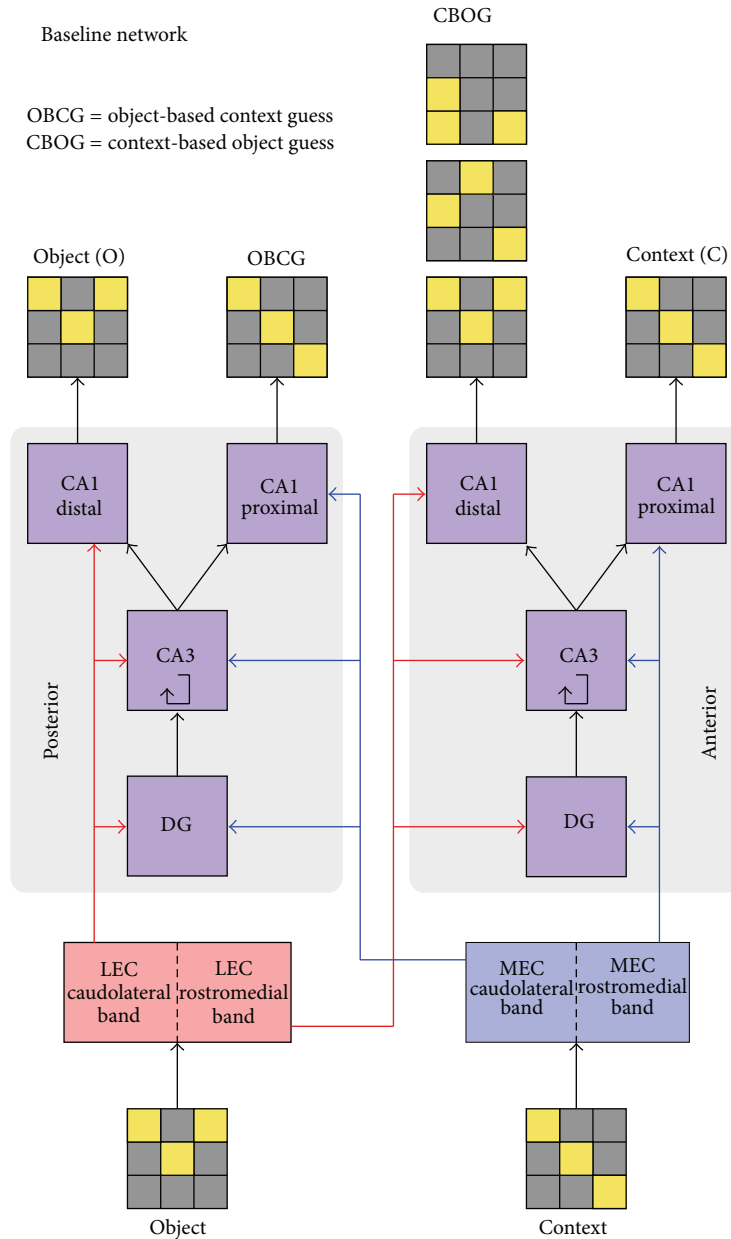 CBOG
Baseline network
OBCG = object-based context guess
CBOG = context-based object guess
Object (O)
OBCG
Context (C)
CA1
distal
CA1
proximal
CA1
distal
CA1
proximal
CA3
CA3
Posterior
Anterior
DG
DG
LEC
caudolateral
band
LEC
rostromedial
band
MEC
caudolateral
band
MEC
rostromedial
band
Object
Context